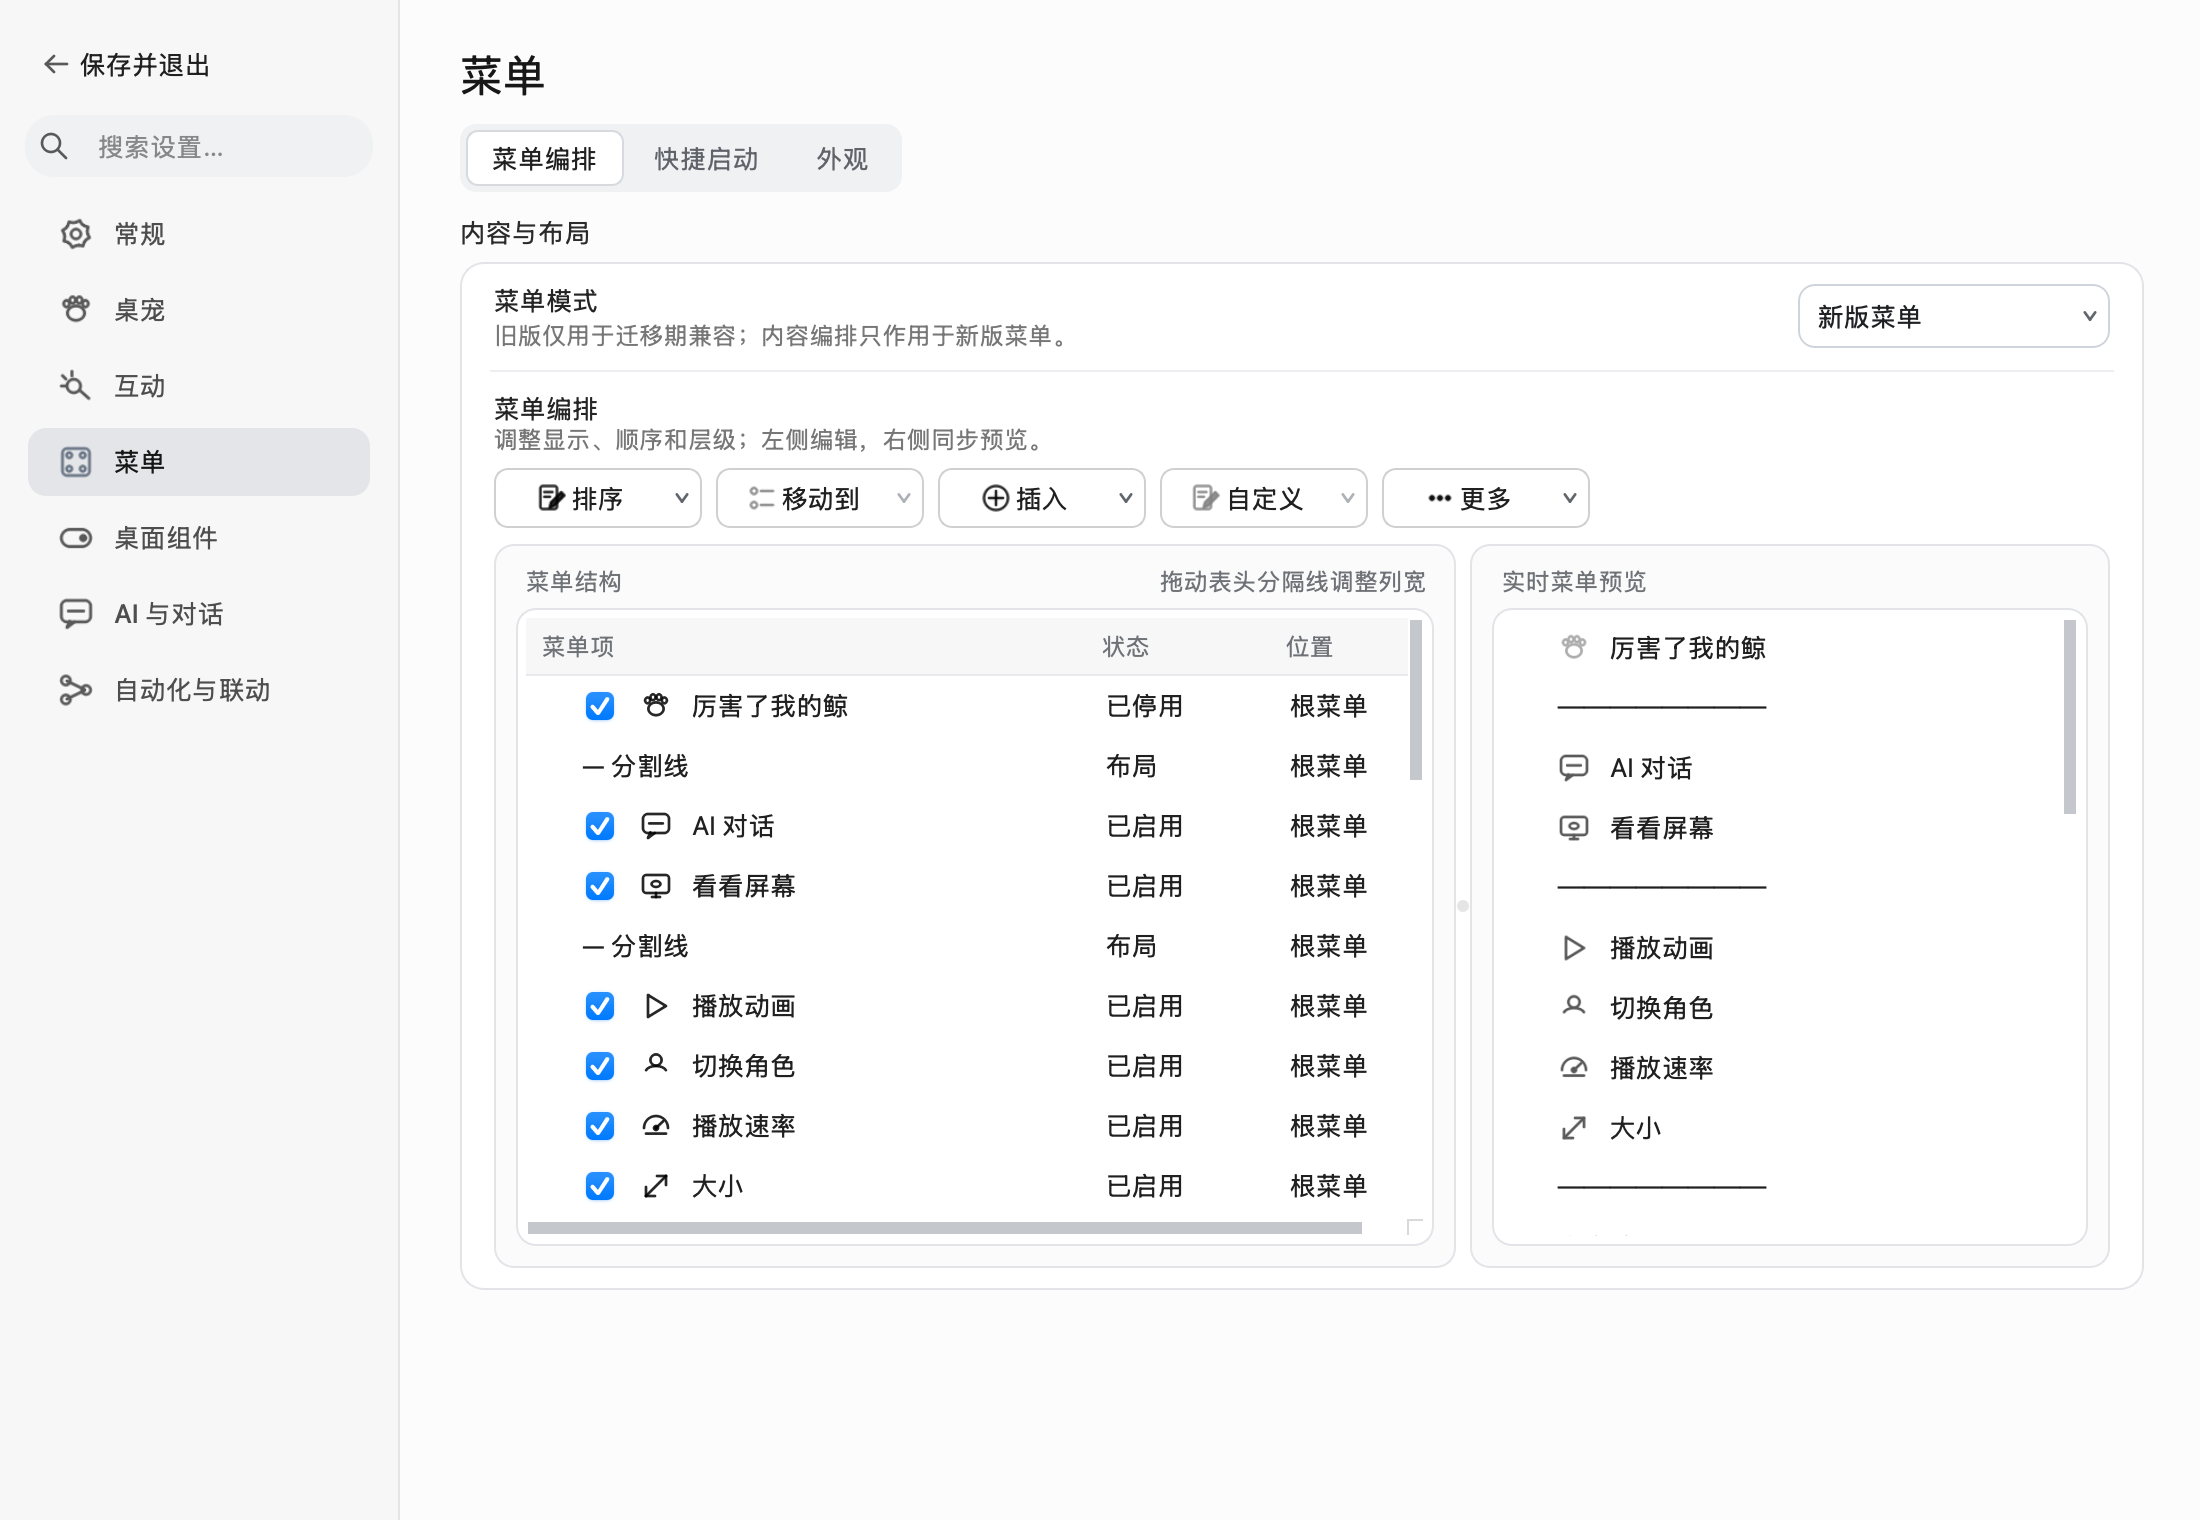 保存并退出
搜索设置...
常规
桌宠
互动
菜单
桌面组件
AI 与对话
自动化与联动
菜单
菜单编排
快捷启动
外观
内容与布局
菜单模式
旧版仅用于迁移期兼容；内容编排只作用于新版菜单。
新版菜单
菜单编排
调整显示、顺序和层级；左侧编辑，右侧同步预览。
排序
移动到
插入
自定义
更多
菜单结构
拖动表头分隔线调整列宽
菜单项 状态 位置
厉害了我的鲸 已停用 根菜单
— 分割线 布局 根菜单
AI 对话 已启用 根菜单
看看屏幕 已启用 根菜单
— 分割线 布局 根菜单
播放动画 已启用 根菜单
切换角色 已启用 根菜单
播放速率 已启用 根菜单
大小 已启用 根菜单
实时菜单预览
厉害了我的鲸
————————
AI 对话
看看屏幕
————————
播放动画
切换角色
播放速率
大小
————————